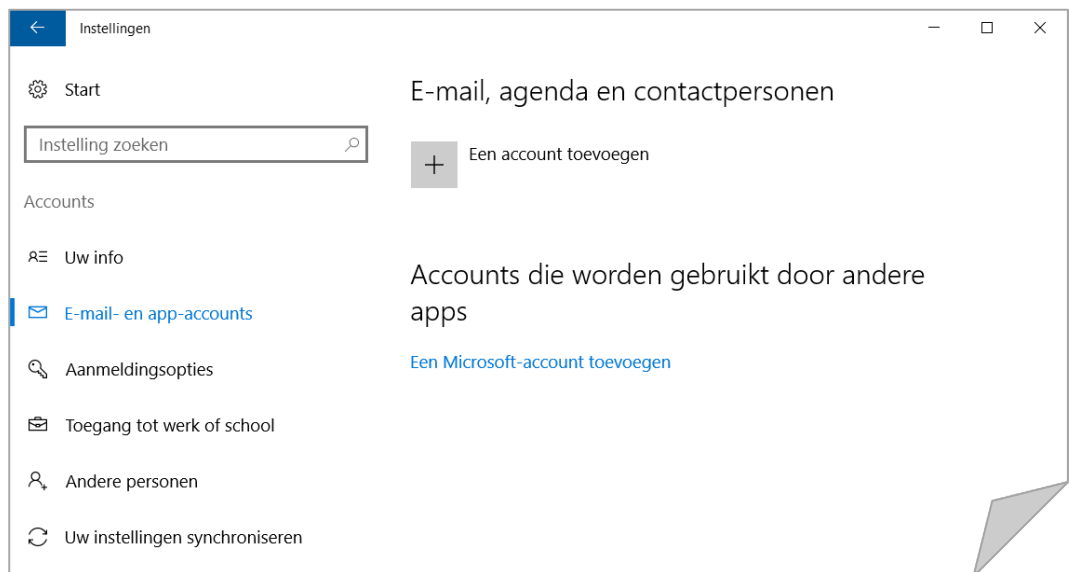 Instellingen
Start
Instelling zoeken
Accounts
Uw info
E-mail- en app-accounts
Aanmeldingsopties
Toegang tot werk of school
Andere personen
Uw instellingen synchroniseren
E-mail, agenda en contactpersonen
Een account toevoegen
Accounts die worden gebruikt door andere
apps
Een Microsoft-account toevoegen